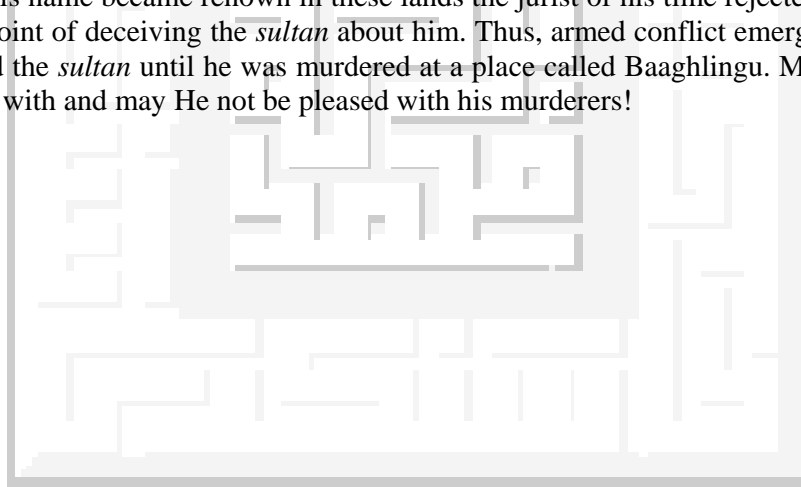 is name became renown in these lands the jurist of his time rejecte
oint of deceiving the sultan about him. Thus, armed conflict emerg
the sultan until he was murdered at a place called Baaghlingu. M
with and may He not be pleased with his murderers!